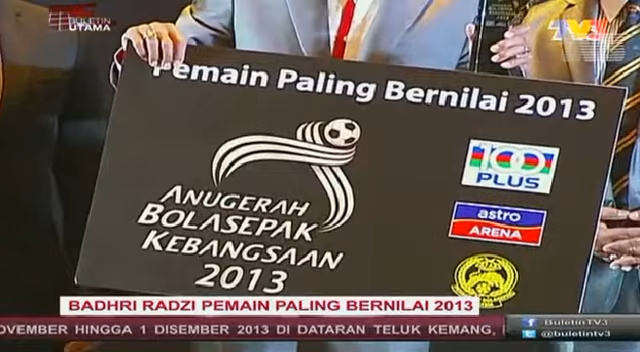 BULETIN
UTAMA
TV3
Pemain Paling Bernilai 2013
100
PLUS
astro
ARENA
ANUGERAH
BOLASEPAK
KEBANGSAAN
2013
BADHRI RADZI PEMAIN PALING BERNILAI 2013
OVEMBER HINGGA 1 DISEMBER 2013 DI DATARAN TELUK KEMANG,
BuletinTV3
@buletintv3